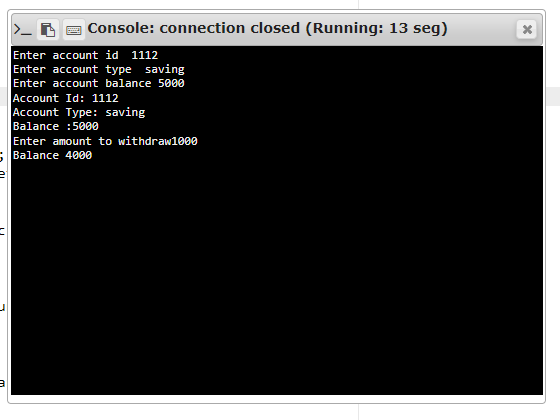 >_ Console: connection closed (Running: 13 seg)
Enter account id  1112
Enter account type  saving
Enter account balance 5000
Account Id: 1112
Account Type: saving
Balance :5000
Enter amount to withdraw1000
Balance 4000
;
e
c
u
a